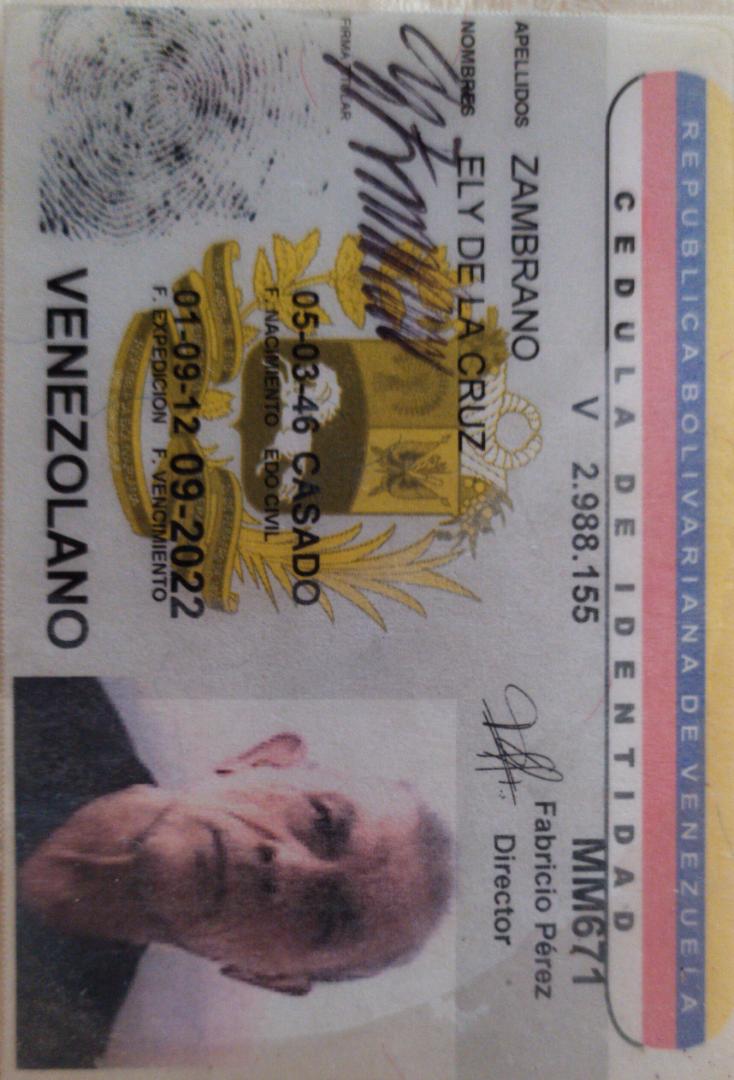 REPUBLICA BOLIVARIANA DE VENEZUELA
CEDULA DE IDENTIDAD
V 2.988.155 MM671
APELLIDOS ZAMBRANO
Fabricio Pérez
Director
NOMBRES ELY DE LA CRUZ
FIRMA TITULAR
05-03-46 CASADO
F. NACIMIENTO EDO CIVIL
01-09-12 09-2022
F. EXPEDICION F. VENCIMIENTO
VENEZOLANO